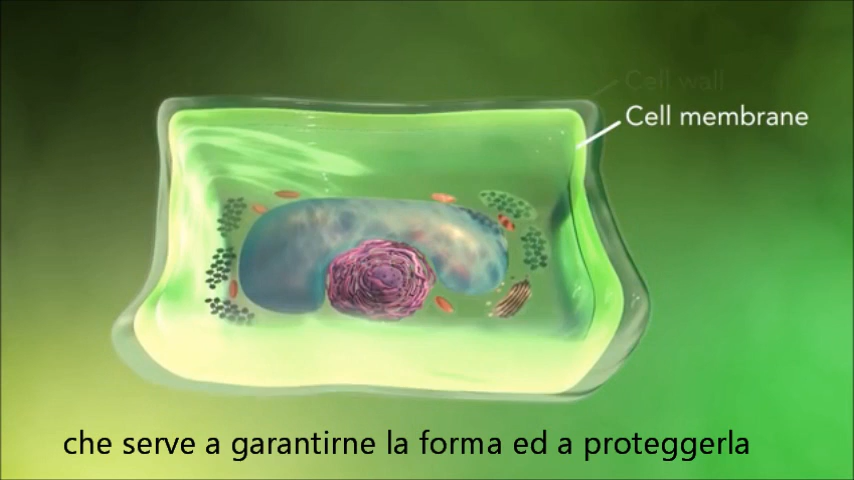 Cell wall
Cell membrane
che serve a garantirne la forma ed a proteggerla